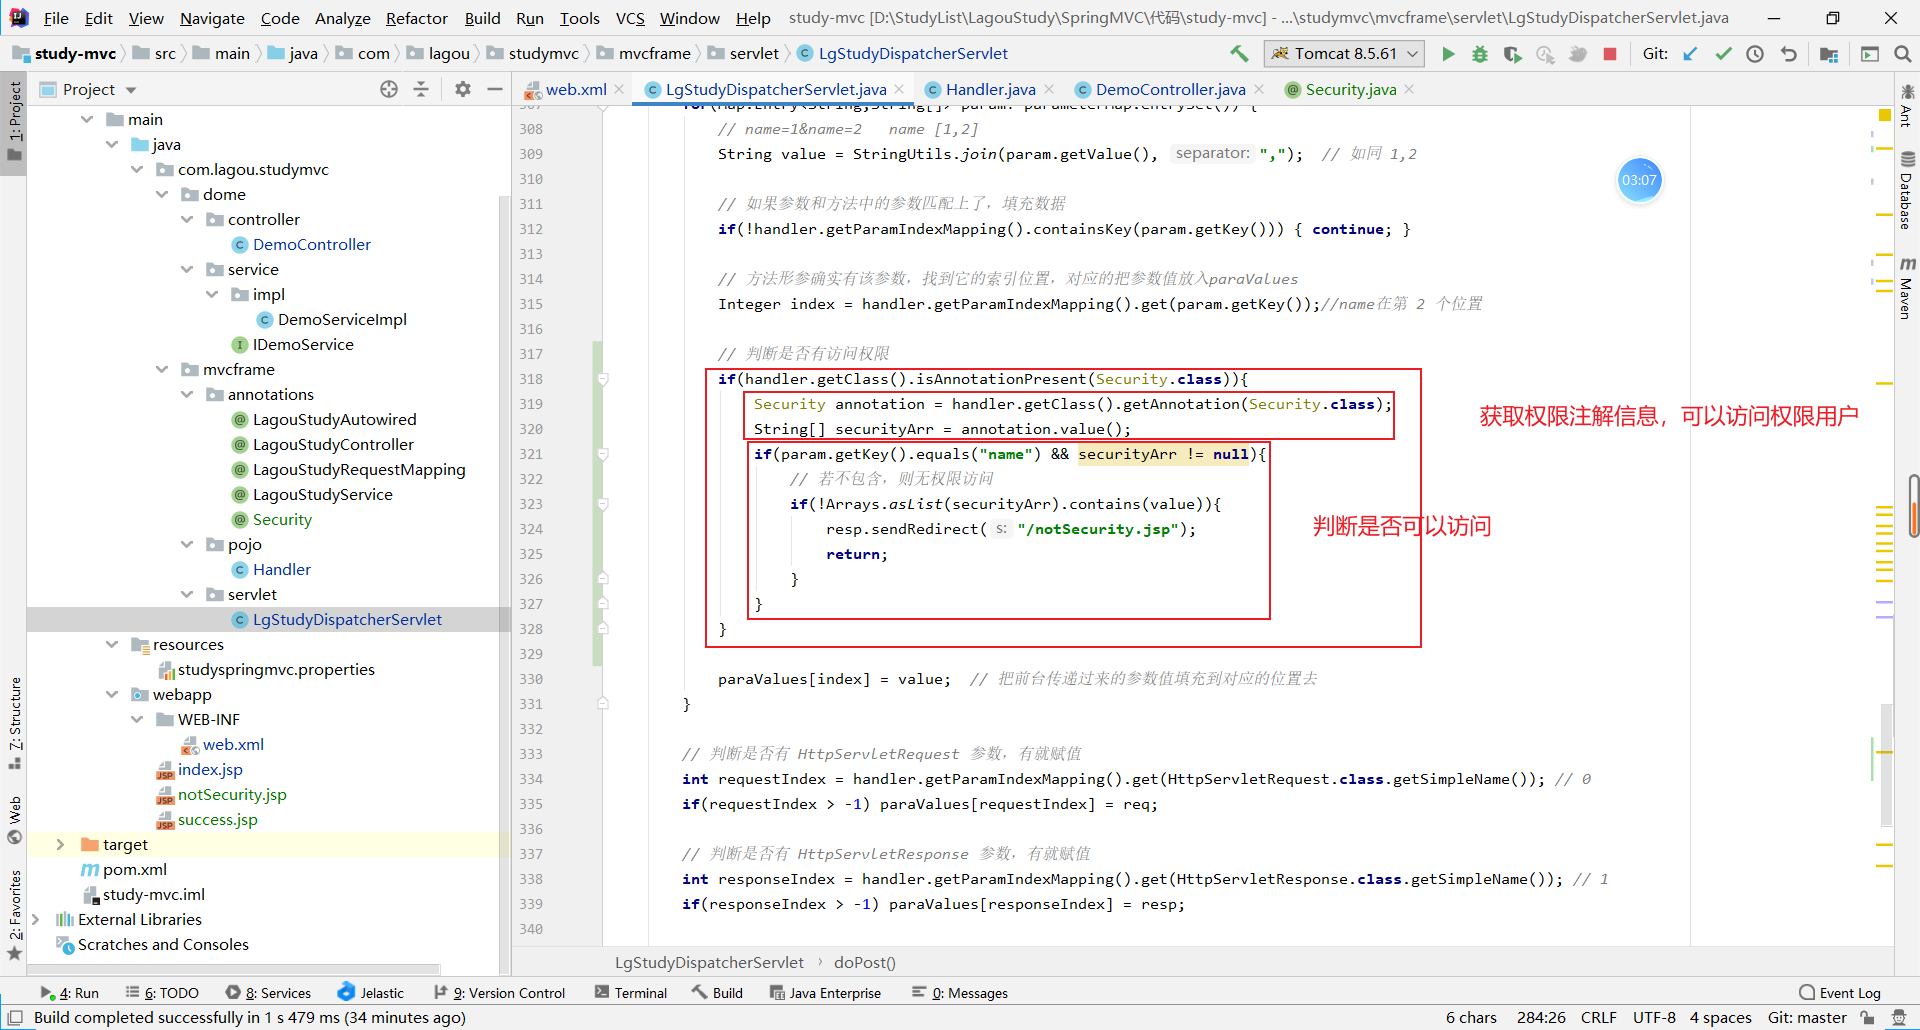 File Edit View Navigate Code Analyze Refactor Build Run Tools VCS Window Help study-mvc [D:\StudyList\LagouStudy\SpringMVC\代码\study-mvc] - ...\studymvc\mvcframe\servlet\LgStudyDispatcherServlet.java
study-mvc src main java com lagou studymvc mvcframe servlet LgStudyDispatcherServlet Tomcat 8.5.61 Git:
Project
web.xml LgStudyDispatcherServlet.java Handler.java DemoController.java Security.java
1: Project
7: Structure
Web
2: Favorites
main
java
com.lagou.studymvc
dome
controller
DemoController
service
impl
DemoServiceImpl
IDemoService
mvcframe
annotations
LagouStudyAutowired
LagouStudyController
LagouStudyRequestMapping
LagouStudyService
Security
pojo
Handler
servlet
LgStudyDispatcherServlet
resources
studyspringmvc.properties
webapp
WEB-INF
web.xml
index.jsp
notSecurity.jsp
success.jsp
target
pom.xml
study-mvc.iml
External Libraries
Scratches and Consoles
308 // name=1&name=2 name [1,2]
309 String value = StringUtils.join(param.getValue(), separator: ","); // 如同 1,2
310
311 // 如果参数和方法中的参数匹配上了，填充数据
312 if(!handler.getParamIndexMapping().containsKey(param.getKey())) { continue; }
313
314 // 方法形参确实有该参数，找到它的索引位置，对应的把参数值放入paraValues
315 Integer index = handler.getParamIndexMapping().get(param.getKey());//name在第 2 个位置
316
317 // 判断是否有访问权限
318 if(handler.getClass().isAnnotationPresent(Security.class)){
319 Security annotation = handler.getClass().getAnnotation(Security.class);
320 String[] securityArr = annotation.value();
321 if(param.getKey().equals("name") && securityArr != null){
322 // 若不包含，则无权限访问
323 if(!Arrays.asList(securityArr).contains(value)){
324 resp.sendRedirect( s: "/notSecurity.jsp");
325 return;
326 }
327 }
328 }
329
330 paraValues[index] = value; // 把前台传递过来的参数值填充到对应的位置去
331 }
332
333 // 判断是否有 HttpServletRequest 参数，有就赋值
334 int requestIndex = handler.getParamIndexMapping().get(HttpServletRequest.class.getSimpleName()); // 0
335 if(requestIndex > -1) paraValues[requestIndex] = req;
336
337 // 判断是否有 HttpServletResponse 参数，有就赋值
338 int responseIndex = handler.getParamIndexMapping().get(HttpServletResponse.class.getSimpleName()); // 1
339 if(responseIndex > -1) paraValues[responseIndex] = resp;
340
获取权限注解信息，可以访问权限用户
判断是否可以访问
03:07
Ant
Database
Maven
LgStudyDispatcherServlet doPost()
4: Run 6: TODO 8: Services Jelastic 9: Version Control Terminal Build Java Enterprise 0: Messages Event Log
Build completed successfully in 1 s 479 ms (34 minutes ago) 6 chars 284:26 CRLF UTF-8 4 spaces Git: master